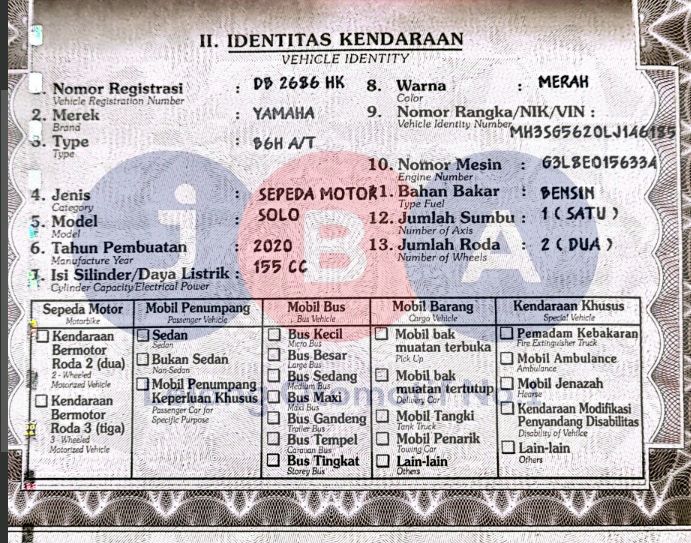 II. IDENTITAS KENDARAAN
VEHICLE IDENTITY
1. Nomor Registrasi : DB 2686 HK
Vehicle Registration Number
2. Merek : YAMAHA
Brand
3. Type : B6H A/T
Type
4. Jenis : SEPEDA MOTOR
Category
5. Model : SOLO
Model
6. Tahun Pembuatan : 2020
Manufacture Year
7. Isi Silinder/Daya Listrik : 155 CC
Cylinder Capacity/Electrical Power
8. Warna : MERAH
Color
9. Nomor Rangka/NIK/VIN :
Vehicle Identity Number MH3SG5620LJ146185
10. Nomor Mesin : G3L8E0156334
Engine Number
11. Bahan Bakar : BENSIN
Type Fuel
12. Jumlah Sumbu : 1 ( SATU )
Number of Axis
13. Jumlah Roda : 2 ( DUA )
Number of Wheels
JBA
Sepeda Motor
Motorbike
Kendaraan
Bermotor
Roda 2 (dua)
2 - Wheeled
Motorized Vehicle
Kendaraan
Bermotor
Roda 3 (tiga)
3 - Wheeled
Motorized Vehicle
Mobil Penumpang
Passenger Vehicle
Sedan
Sedan
Bukan Sedan
Non-Sedan
Mobil Penumpang
Keperluan Khusus
Passenger Car for
Specific Purpose
Mobil Bus
Bus Vehicle
Bus Kecil
Micro Bus
Bus Besar
Large Bus
Bus Sedang
Medium Bus
Bus Maxi
Maxi Bus
Bus Gandeng
Trailer Bus
Bus Tempel
Caravan Bus
Bus Tingkat
Storey Bus
Mobil Barang
Cargo Vehicle
Mobil bak
muatan terbuka
Pick Up
Mobil bak
muatan tertutup
Delivery Car
Mobil Tangki
Tank Truck
Mobil Penarik
Towing Car
Lain-lain
Others
Kendaraan Khusus
Special Vehicle
Pemadam Kebakaran
Fire Extinguisher Truck
Mobil Ambulance
Ambulance
Mobil Jenazah
Hearse
Kendaraan Modifikasi
Penyandang Disabilitas
Disability of Vehilce
Lain-lain
Others